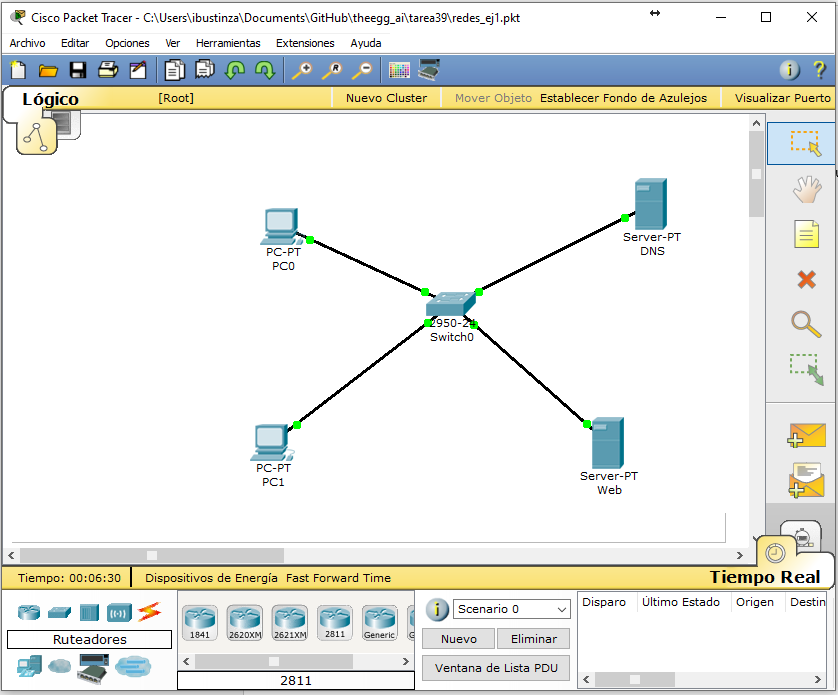 Cisco Packet Tracer - C:\Users\ibustinza\Documents\GitHub\theegg_ai\tarea39\redes_ej1.pkt
Archivo Editar Opciones Ver Herramientas Extensiones Ayuda
Lógico [Root] Nuevo Cluster Mover Objeto Establecer Fondo de Azulejos Visualizar Puerto
Server-PT
DNS
PC-PT
PC0
2950-24
Switch0
PC-PT
PC1
Server-PT
Web
Tiempo: 00:06:30 Dispositivos de Energía Fast Forward Time
Tiempo Real
1841 2620XM 2621XM 2811 Generic
Ruteadores
2811
Scenario 0
Nuevo Eliminar
Ventana de Lista PDU
Disparo Último Estado Origen Destin